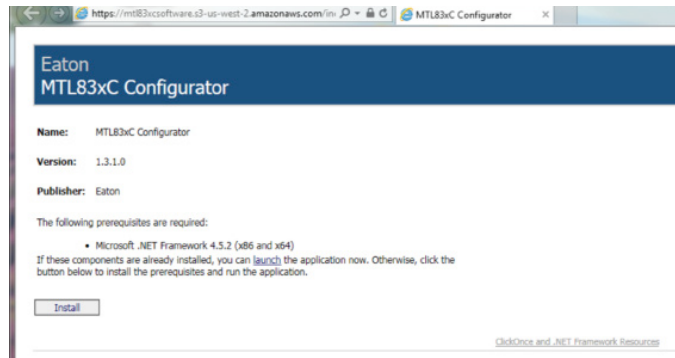 https://mtl83xcsoftware.s3-us-west-2.amazonaws.com/in
MTL83xC Configurator
Eaton
MTL83xC Configurator
Name: MTL83xC Configurator
Version: 1.3.1.0
Publisher: Eaton
The following prerequisites are required:
• Microsoft .NET Framework 4.5.2 (x86 and x64)
If these components are already installed, you can launch the application now. Otherwise, click the
button below to install the prerequisites and run the application.
Install
ClickOnce and .NET Framework Resources